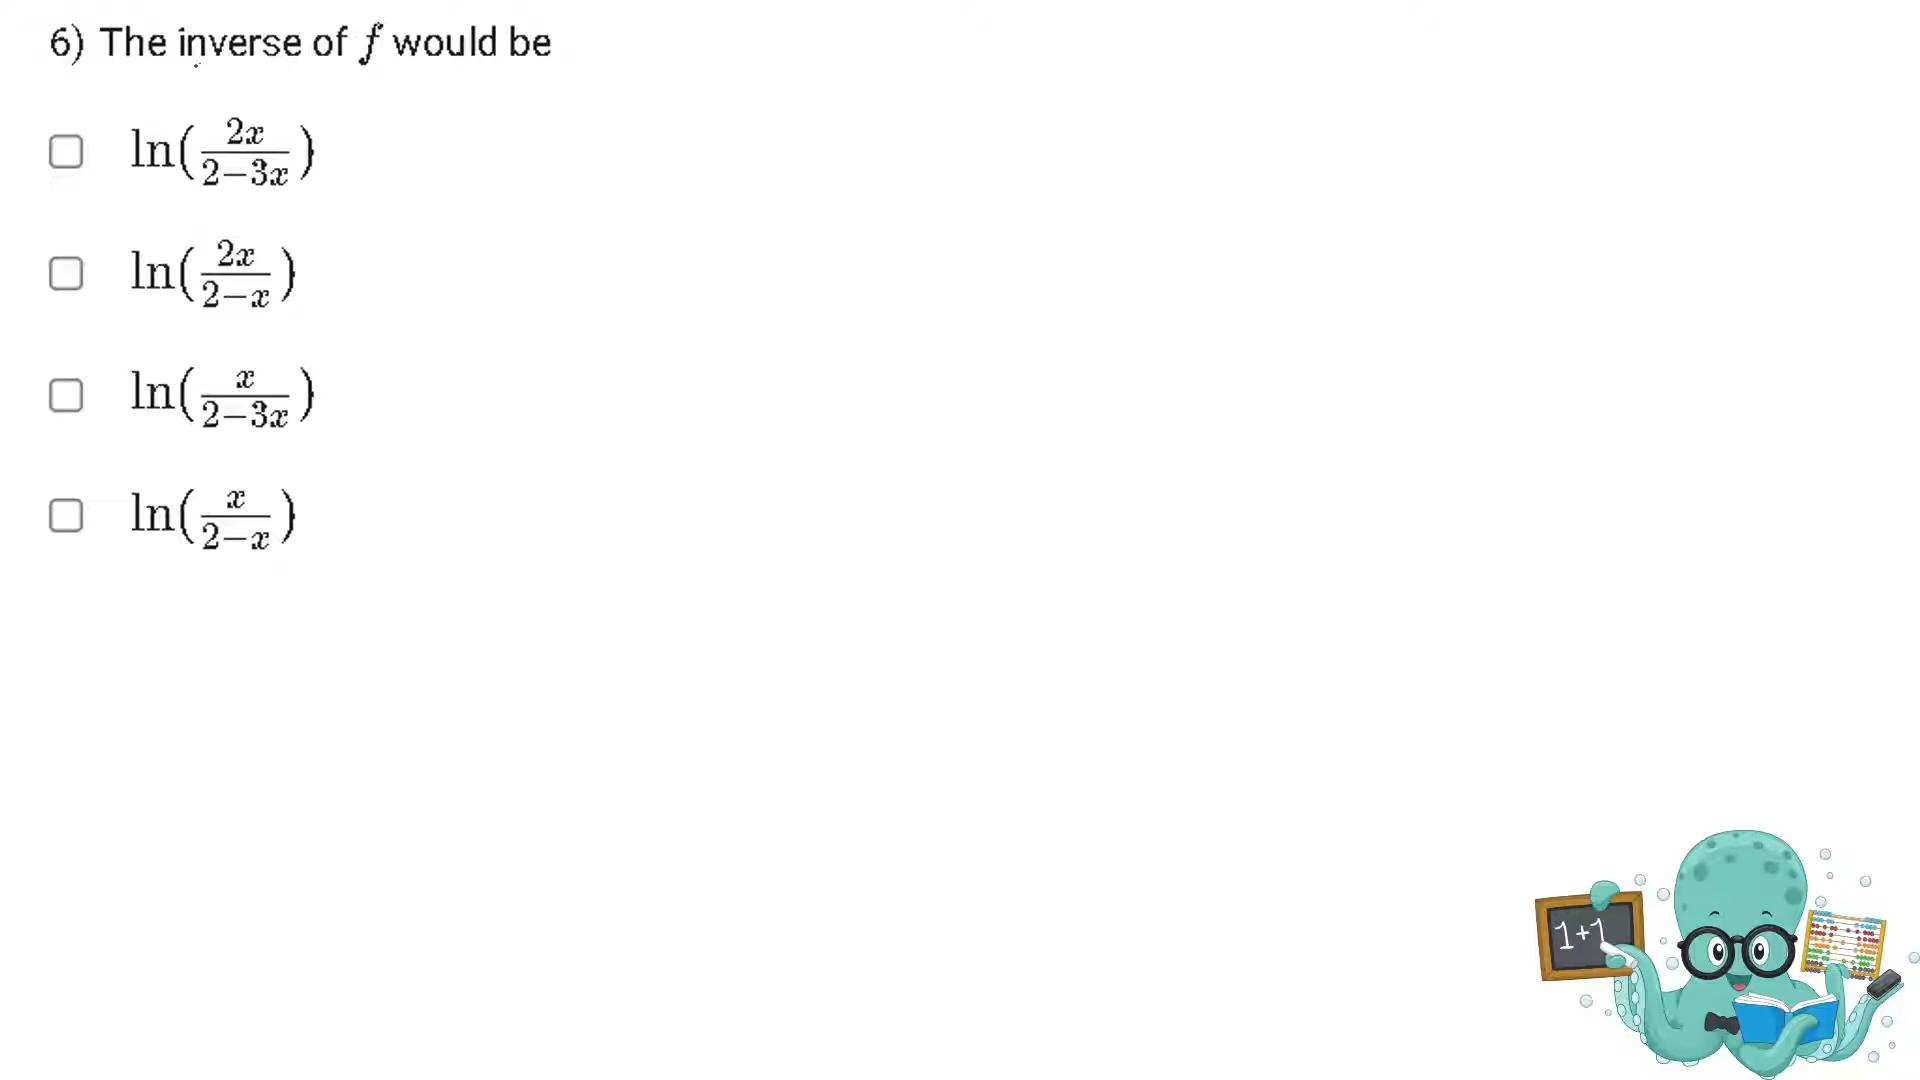 6) The inverse of f would be
ln(2x/(2−3x))
ln(2x/(2−x))
ln(x/(2−3x))
ln(x/(2−x))
1+1